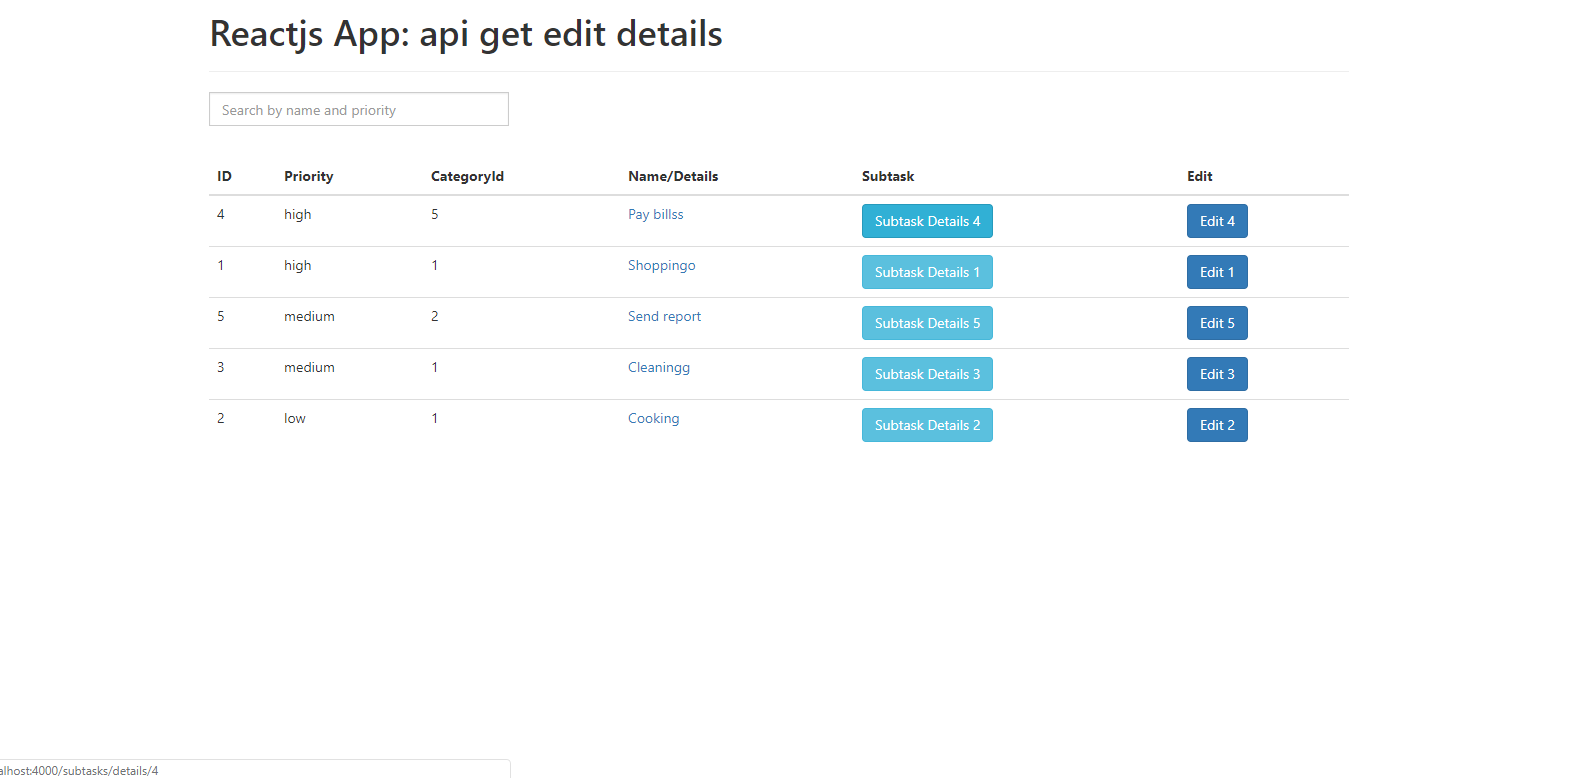 Reactjs App: api get edit details
Search by name and priority
ID Priority CategoryId Name/Details Subtask Edit
4 high 5 Pay billss Subtask Details 4 Edit 4
1 high 1 Shoppingo Subtask Details 1 Edit 1
5 medium 2 Send report Subtask Details 5 Edit 5
3 medium 1 Cleaningg Subtask Details 3 Edit 3
2 low 1 Cooking Subtask Details 2 Edit 2
alhost:4000/subtasks/details/4